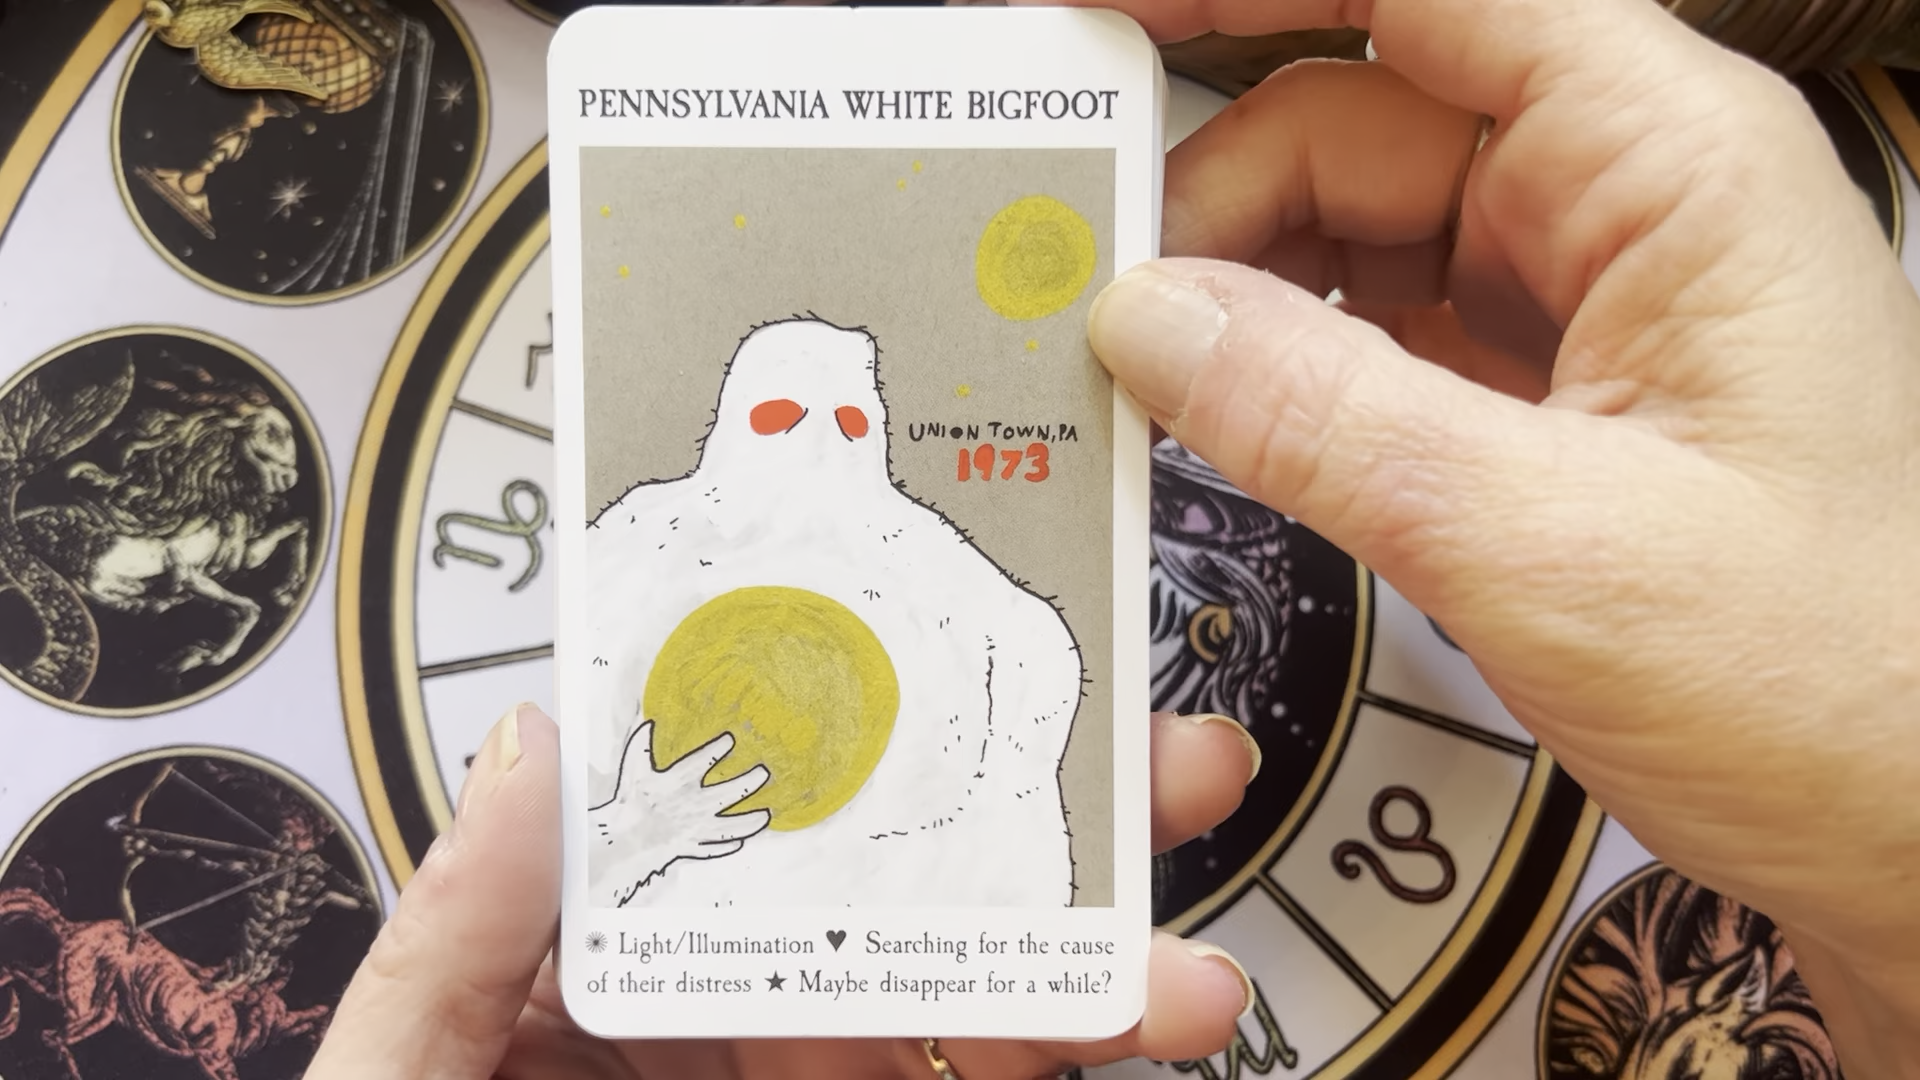 PENNSYLVANIA WHITE BIGFOOT
UNION TOWN, PA
1973
Light/Illumination ♥ Searching for the cause
of their distress ★ Maybe disappear for a while?